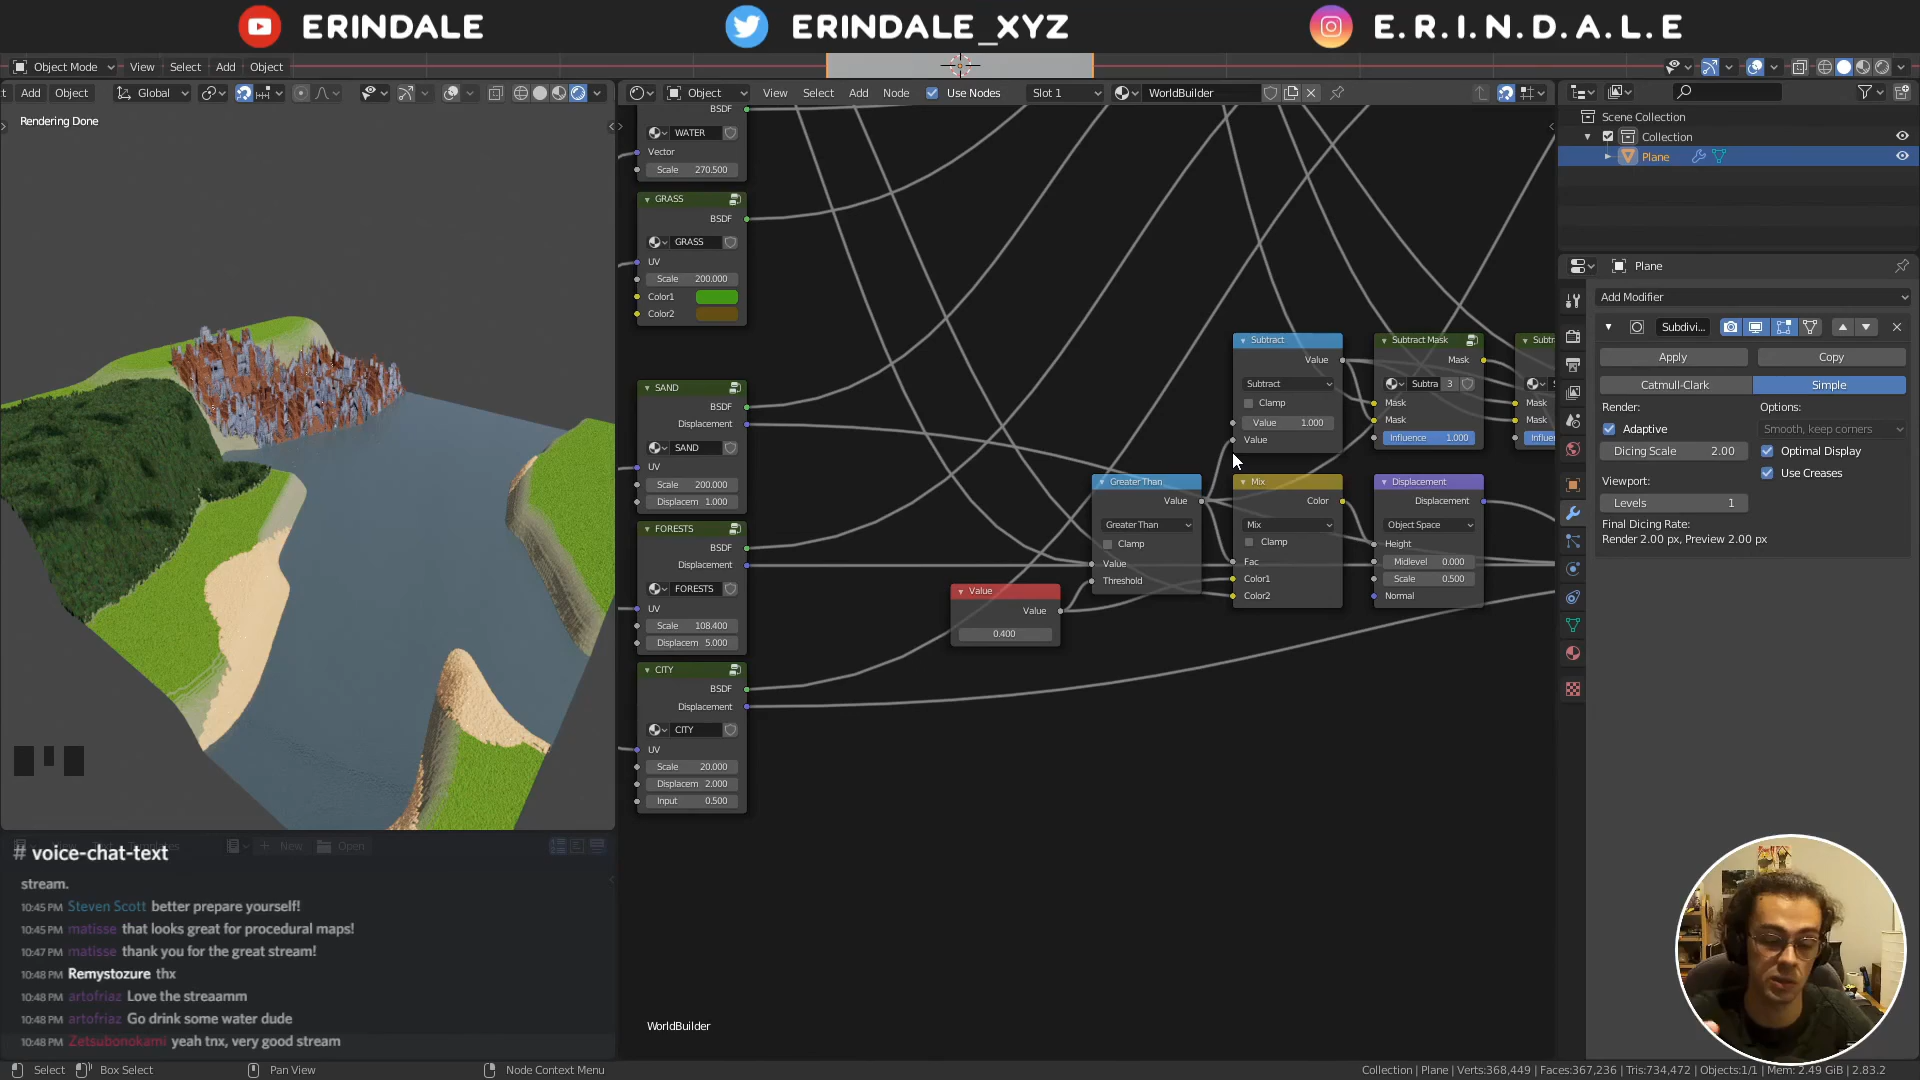 ERINDALE
ERINDALE_XYZ
E.R.I.N.D.A.L.E
Object Mode
View
Select
Add
Object
Add
Object
Global
Object
View
Select
Add
Node
Use Nodes
Slot 1
WorldBuilder
Rendering Done
BSDF
WATER
Vector
Scale 270.500
GRASS
BSDF
GRASS
UV
Scale 200.000
Color1
Color2
SAND
BSDF
Displacement
SAND
UV
Scale 200.000
Displacem 1.000
FORESTS
BSDF
Displacement
FORESTS
UV
Scale 108.400
Displacem 5.000
CITY
BSDF
Displacement
CITY
UV
Scale 20.000
Displacem 2.000
Input 0.500
Value
Value
0.400
Greater Than
Value
Greater Than
Clamp
Value
Threshold
Subtract
Value
Subtract
Clamp
Value 1.000
Value
Mix
Color
Mix
Clamp
Fac
Color1
Color2
Subtract Mask
Mask
Subtra 3
Mask
Mask
Influence 1.000
Subtr
Mask
Mask
Influe
Displacement
Displacement
Object Space
Height
Midlevel 0.000
Scale 0.500
Normal
WorldBuilder
Scene Collection
Collection
Plane
Plane
Add Modifier
Subdivi...
Apply
Copy
Catmull-Clark
Simple
Render:
Options:
Adaptive
Smooth, keep corners
Dicing Scale 2.00
Optimal Display
Viewport:
Use Creases
Levels 1
Final Dicing Rate:
Render 2.00 px, Preview 2.00 px
New
Open
# voice-chat-text
stream.
10:45 PM Steven Scott better prepare yourself!
10:45 PM matisse that looks great for procedural maps!
10:47 PM matisse thank you for the great stream!
10:48 PM Remystozure thx
10:48 PM artofriaz Love the streaamm
10:48 PM artofriaz Go drink some water dude
10:48 PM Zetsubonokami yeah tnx, very good stream
Select
Box Select
Pan View
Node Context Menu
Collection | Plane | Verts:368,449 | Faces:367,236 | Tris:734,472 | Objects:1/1 | Mem: 2.49 GiB | 2.83.2